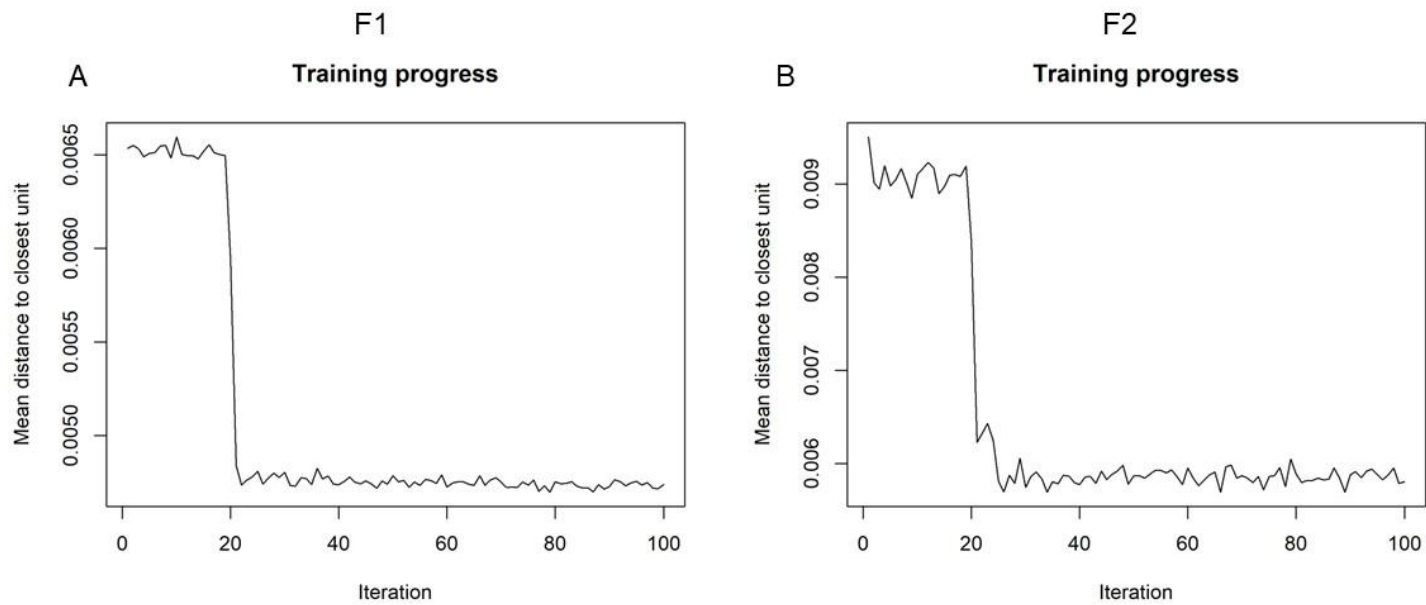 F1
A
Training progress
Mean distance to closest unit
0.0065
0.0060
0.0055
0.0050
0 20 40 60 80 100
Iteration
F2
B
Training progress
Mean distance to closest unit
0.009
0.008
0.007
0.006
0 20 40 60 80 100
Iteration